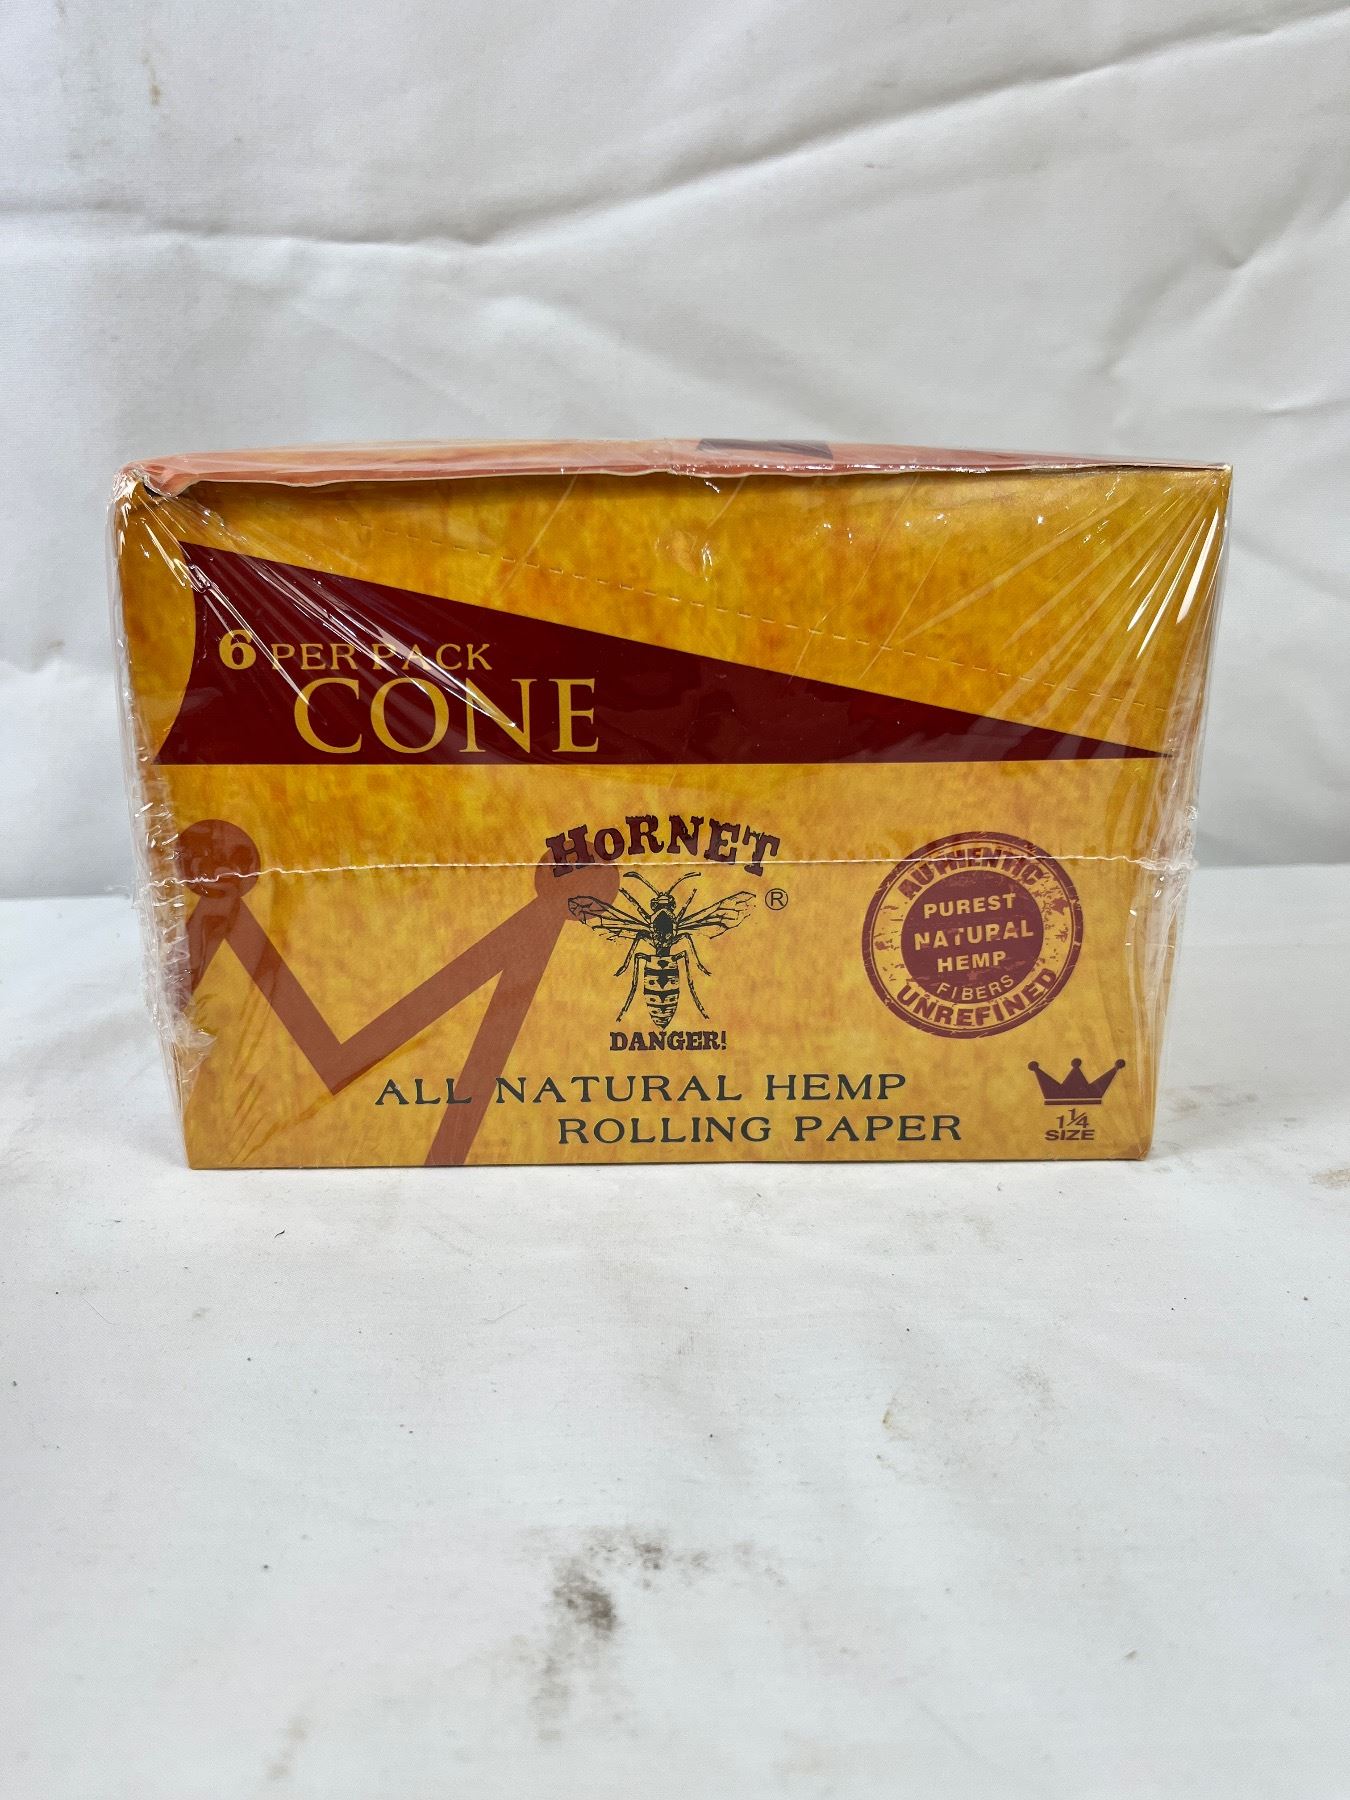 6 PER PACK
CONE
HORNET
®
DANGER!
AUTHENTIC
PUREST
NATURAL
HEMP
FIBERS
UNREFINED
ALL NATURAL HEMP
ROLLING PAPER
1¼
SIZE